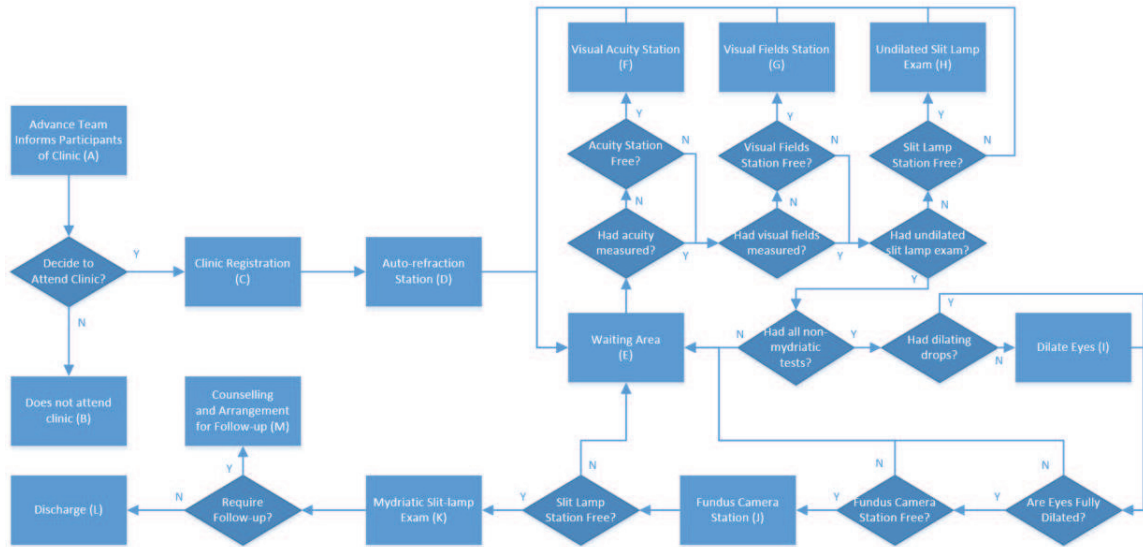 Visual Acuity Station
(F)
Visual Fields Station
(G)
Undilated Slit Lamp
Exam (H)
Y
Y
Y
Advance Team
Informs Participants
of Clinic (A)
Acuity Station
Free?
N
Visual Fields
Station Free?
N
Slit Lamp
Station Free?
N
N
N
N
Decide to
Attend Clinic?
Y
Clinic Registration
(C)
Auto-refraction
Station (D)
Had acuity
measured?
Y
Had visual fields
measured?
Y
Had undilated
slit lamp exam?
Y
N
Y
Waiting Area
(E)
N
Had all non-
mydriatic
tests?
Y
Had dilating
drops?
N
Dilate Eyes (I)
Does not attend
clinic (B)
Counselling
and Arrangement
for Follow-up (M)
Y
N
N
N
Discharge (L)
N
Require
Follow-up?
Mydriatic Slit-lamp
Exam (K)
Y
Slit Lamp
Station Free?
Fundus Camera
Station (J)
Y
Fundus Camera
Station Free?
Y
Are Eyes Fully
Dilated?